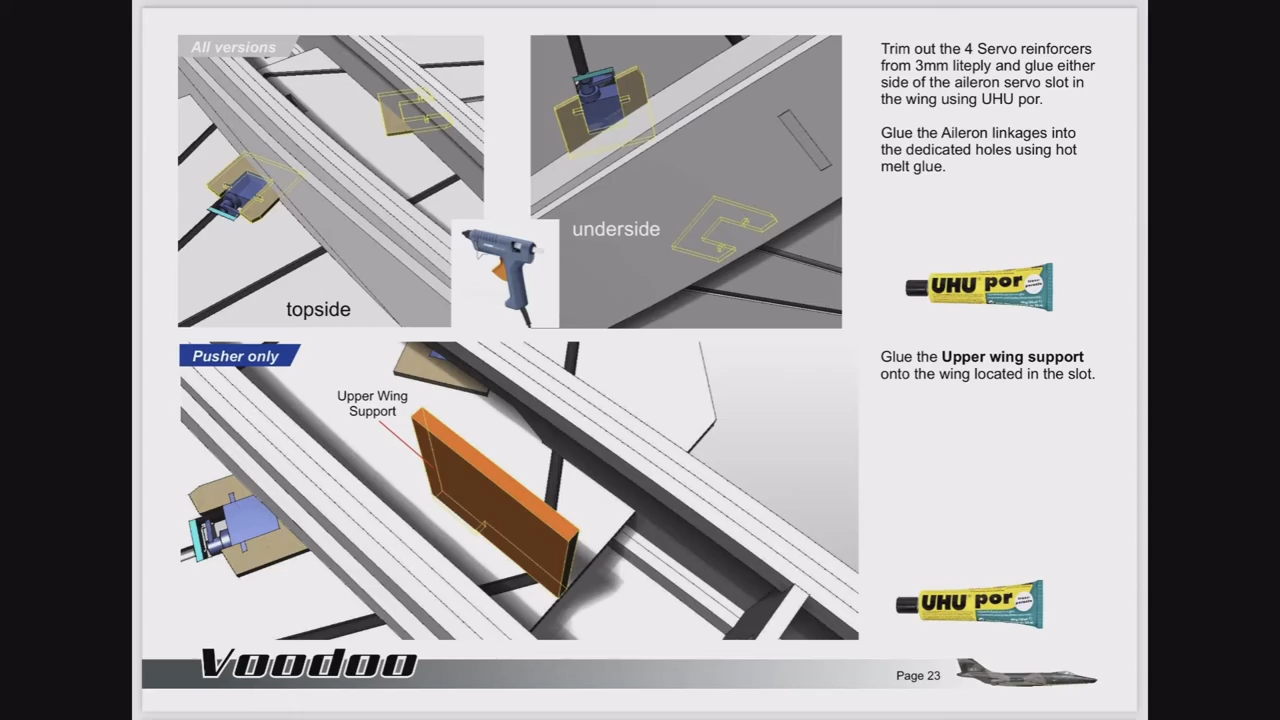 All versions
topside
underside
Trim out the 4 Servo reinforcers
from 3mm liteply and glue either
side of the aileron servo slot in
the wing using UHU por.
Glue the Aileron linkages into
the dedicated holes using hot
melt glue.
UHU por
Pusher only
Upper Wing
Support
Glue the Upper wing support
onto the wing located in the slot.
UHU por
Voodoo
Page 23